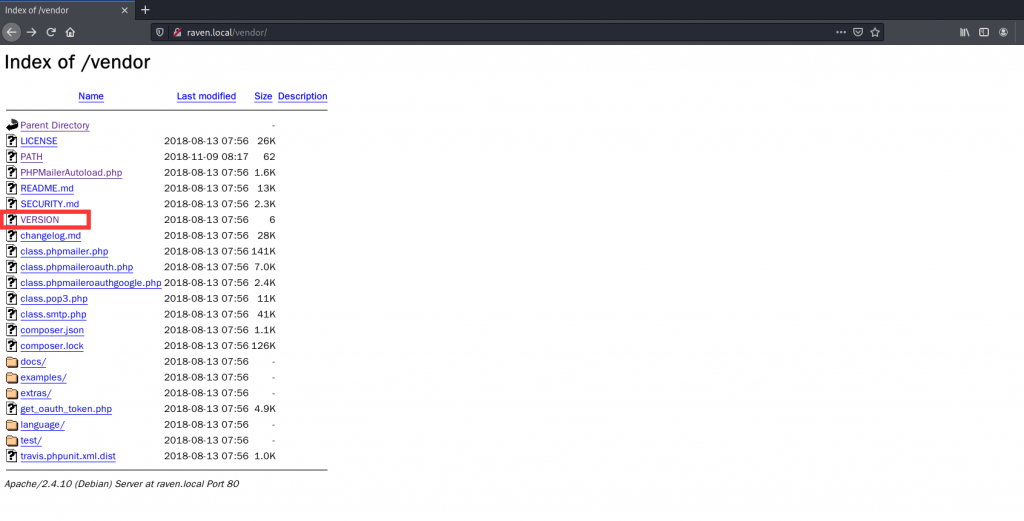 Index of /vendor
raven.local/vendor/
Index of /vendor
Name Last modified Size Description
Parent Directory -
LICENSE 2018-08-13 07:56 26K
PATH 2018-11-09 08:17 62
PHPMailerAutoload.php 2018-08-13 07:56 1.6K
README.md 2018-08-13 07:56 13K
SECURITY.md 2018-08-13 07:56 2.3K
VERSION 2018-08-13 07:56 6
changelog.md 2018-08-13 07:56 28K
class.phpmailer.php 2018-08-13 07:56 141K
class.phpmaileroauth.php 2018-08-13 07:56 7.0K
class.phpmaileroauthgoogle.php 2018-08-13 07:56 2.4K
class.pop3.php 2018-08-13 07:56 11K
class.smtp.php 2018-08-13 07:56 41K
composer.json 2018-08-13 07:56 1.1K
composer.lock 2018-08-13 07:56 126K
docs/ 2018-08-13 07:56 -
examples/ 2018-08-13 07:56 -
extras/ 2018-08-13 07:56 -
get_oauth_token.php 2018-08-13 07:56 4.9K
language/ 2018-08-13 07:56 -
test/ 2018-08-13 07:56 -
travis.phpunit.xml.dist 2018-08-13 07:56 1.0K
Apache/2.4.10 (Debian) Server at raven.local Port 80